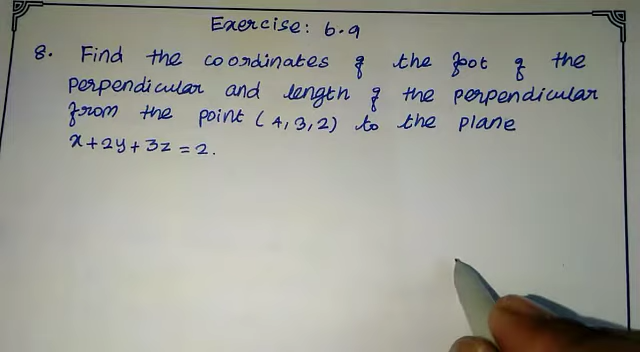 Exercise: 6.9
8. Find the coordinates of the foot of the
perpendicular and length of the perpendicular
from the point (4,3,2) to the plane
x+2y+3z=2.